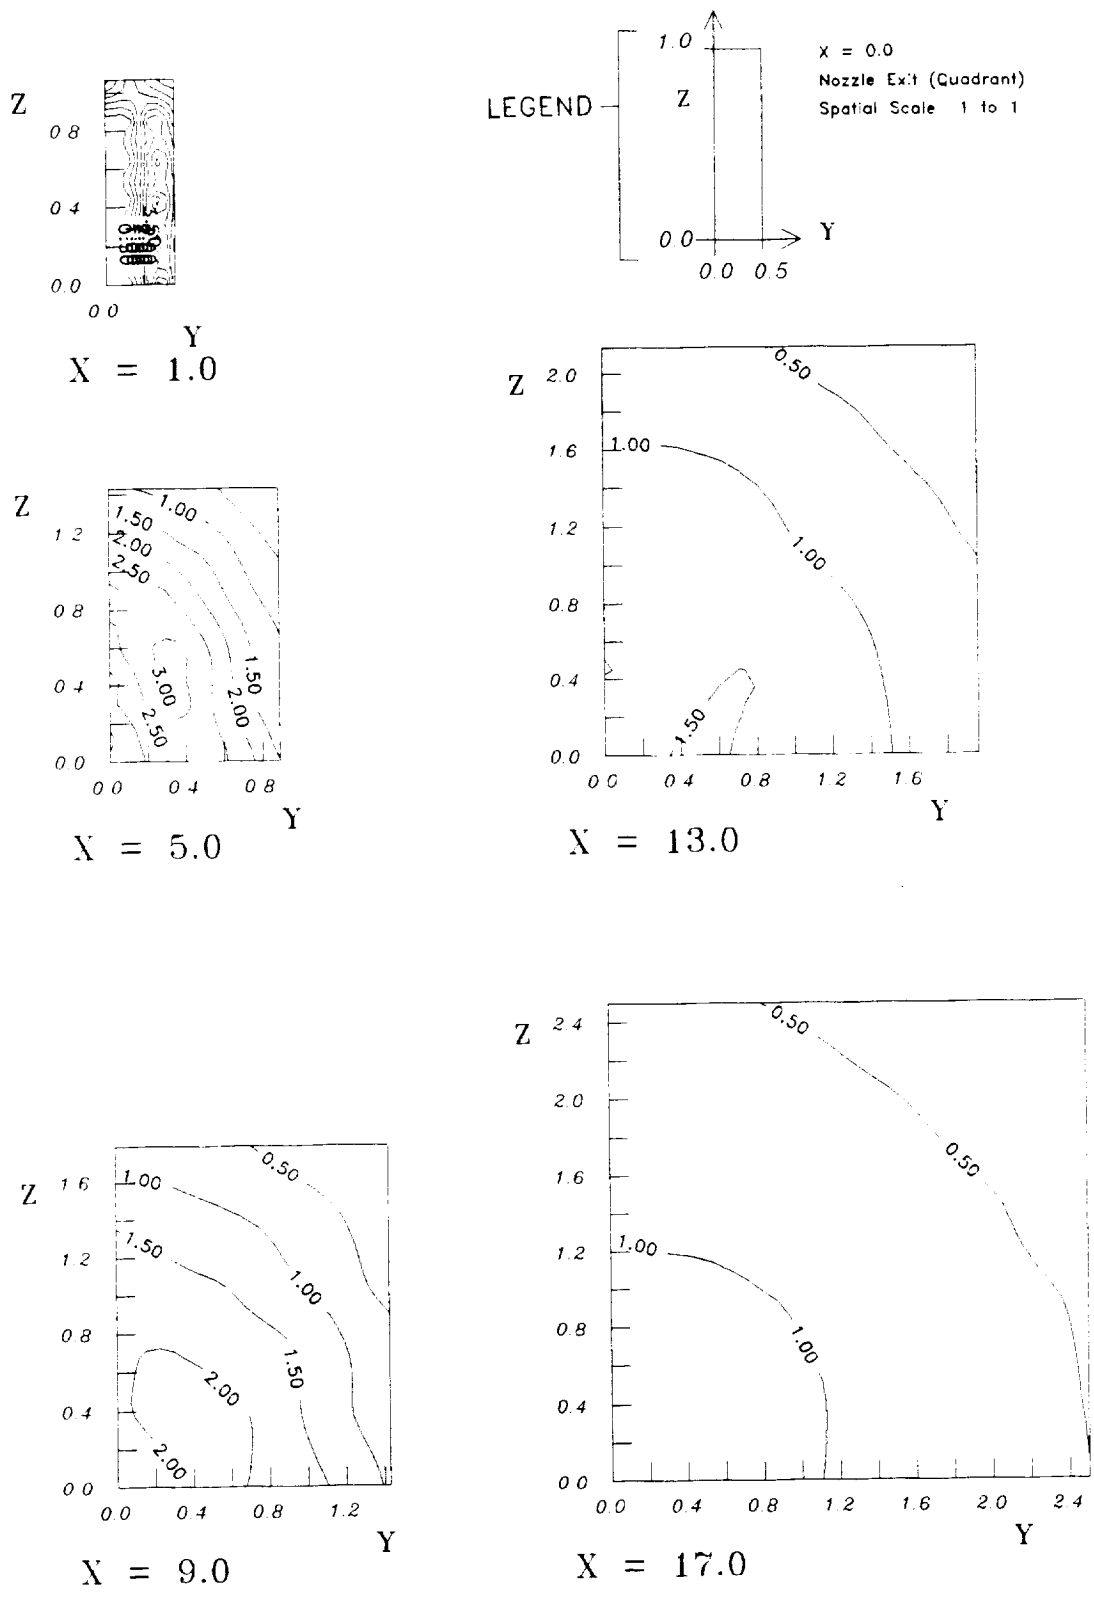 LEGEND
1.0
Z
0.0
0.0 0.5
Y
X = 0.0
Nozzle Exit (Quadrant)
Spatial Scale 1 to 1
Z
0.8
0.4
0.0
0.0
Y
X = 1.0
Z
2.0
1.6
1.2
0.8
0.4
0.0
0.50
1.00
1.00
1.50
0.0 0.4 0.8 1.2 1.6
Y
X = 13.0
Z
1.2
0.8
0.4
0.0
1.00
1.50
2.00
2.50
3.00
1.50
2.00
2.50
0.0 0.4 0.8
Y
X = 5.0
Z
2.4
2.0
1.6
1.2
0.8
0.4
0.0
0.50
0.50
1.00
1.00
0.0 0.4 0.8 1.2 1.6 2.0 2.4
Y
X = 17.0
Z
1.6
1.2
0.8
0.4
0.0
0.50
1.00
1.50
1.00
1.50
2.00
2.00
0.0 0.4 0.8 1.2
Y
X = 9.0